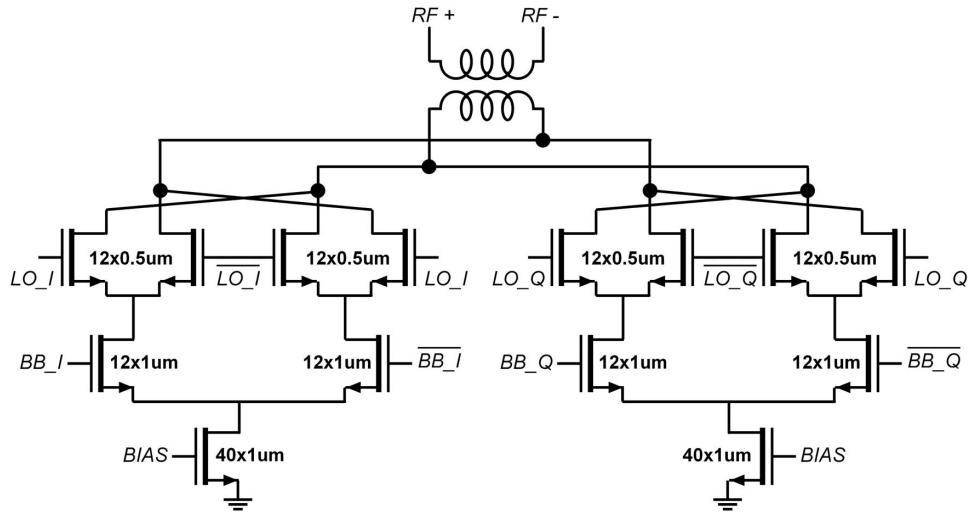 RF + RF -
12x0.5um 12x0.5um 12x0.5um 12x0.5um
LO_I LO_I LO_I LO_Q LO_Q LO_Q
BB_I 12x1um 12x1um BB_I BB_Q 12x1um 12x1um BB_Q
BIAS 40x1um 40x1um BIAS